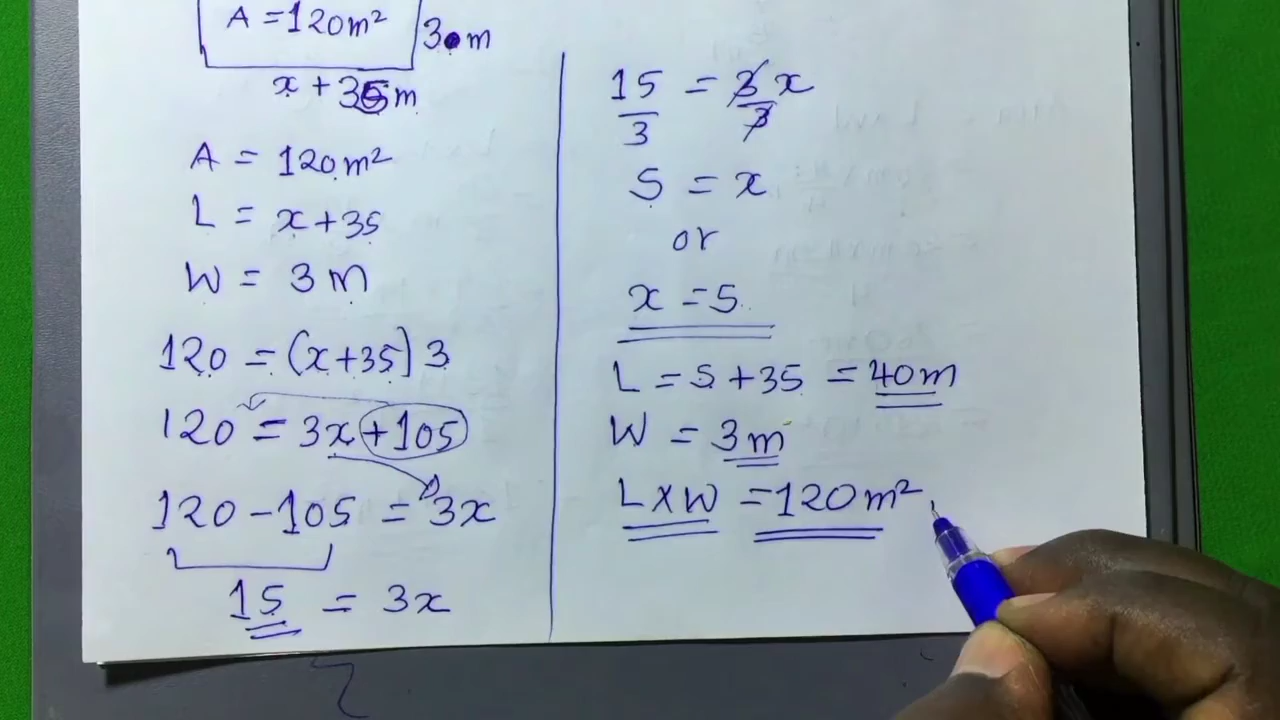 A = 120m²
3 m
x + 35m
A = 120m²
L = x + 35
W = 3m
120 = (x+35)3
120 = 3x +105
120 - 105 = 3x
15 = 3x
15/3 = 3x/3
5 = x
or
x = 5
L = 5 + 35 = 40m
W = 3m
L x W = 120m²